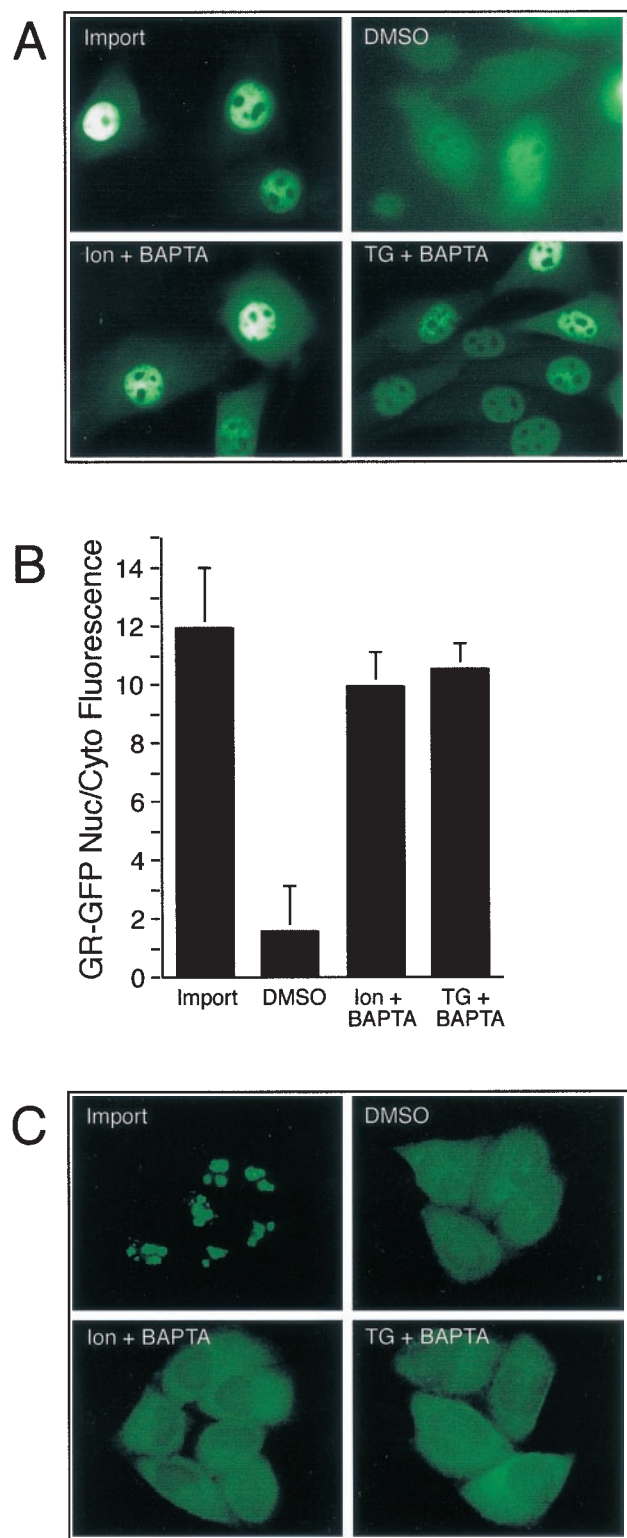 A
Import
DMSO
Ion + BAPTA
TG + BAPTA
B
GR-GFP Nuc/Cyto Fluorescence
14
12
10
8
6
4
2
0
Import
DMSO
Ion +
BAPTA
TG +
BAPTA
C
Import
DMSO
Ion + BAPTA
TG + BAPTA